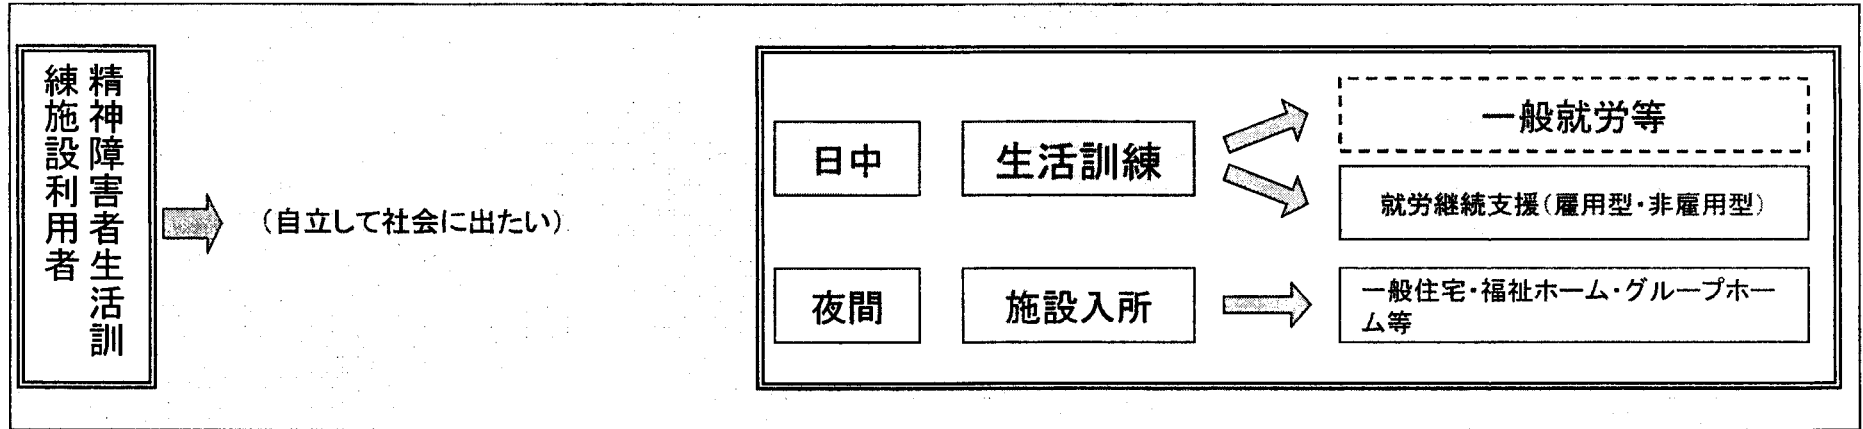 精神障害者生活訓
練施設利用者
（自立して社会に出たい）
日中
生活訓練
一般就労等
就労継続支援（雇用型・非雇用型）
夜間
施設入所
一般住宅・福祉ホーム・グループホー
ム等